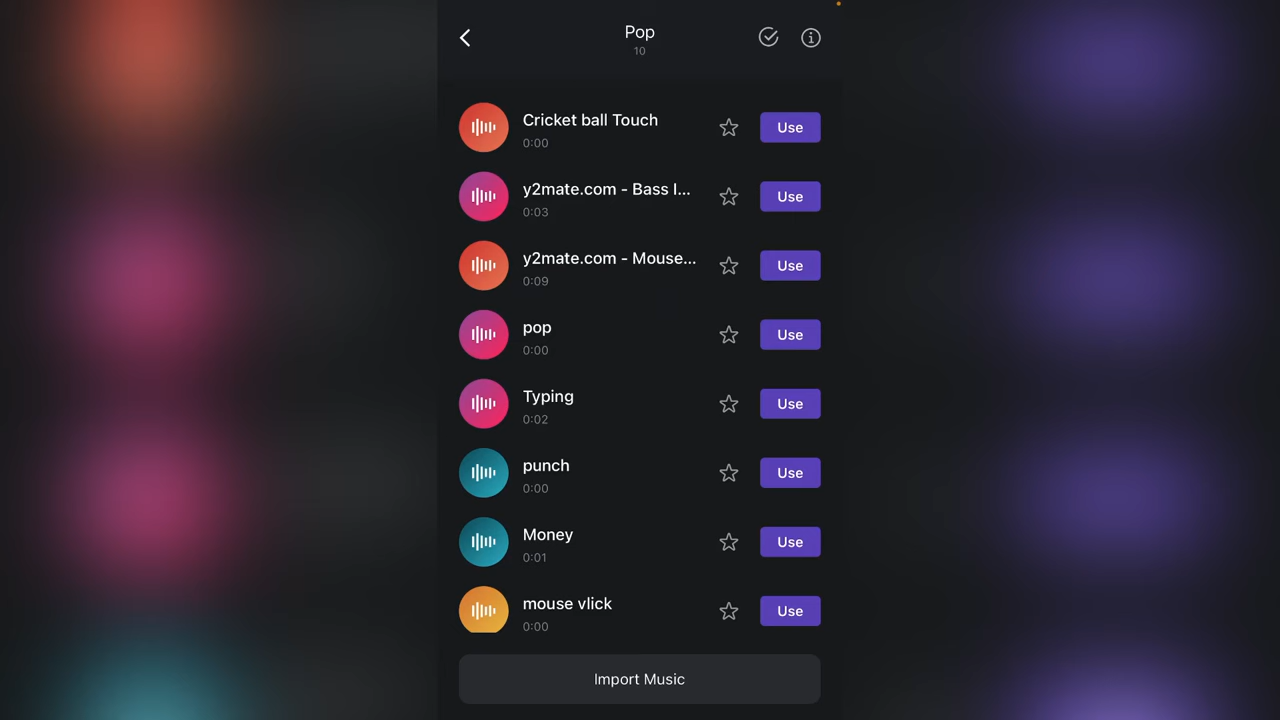 Pop
10
Cricket ball Touch
0:00
Use
y2mate.com - Bass I...
0:03
Use
y2mate.com - Mouse...
0:09
Use
pop
0:00
Use
Typing
0:02
Use
punch
0:00
Use
Money
0:01
Use
mouse vlick
0:00
Use
Import Music